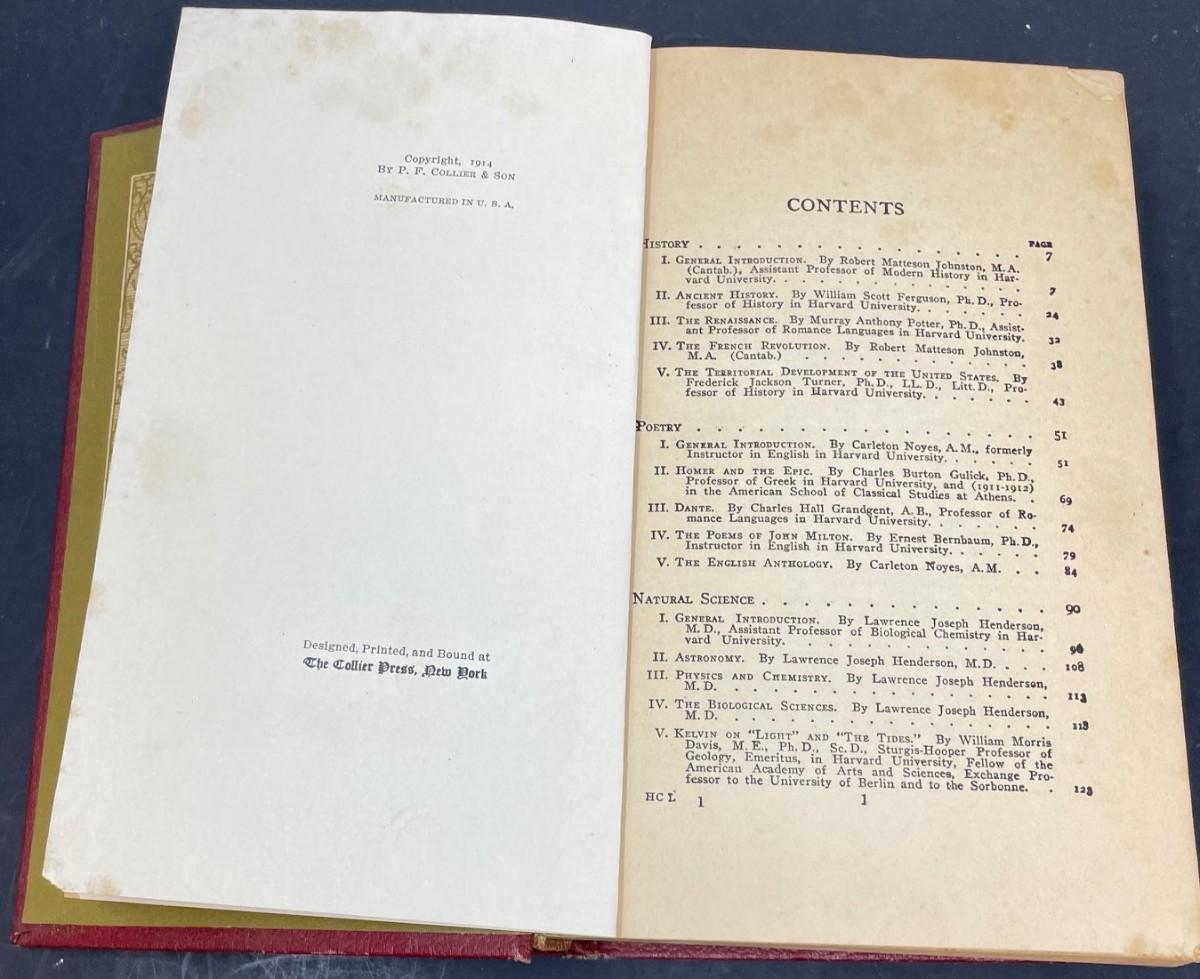 Copyright, 1914
By P. F. Collier & Son
MANUFACTURED IN U. S. A.
Designed, Printed, and Bound at
The Collier Press, New York
CONTENTS
HISTORY . . . . . . . . . . . . . . . PAGE 7
I. GENERAL INTRODUCTION. By Robert Matteson Johnston, M.A.
(Cantab.), Assistant Professor of Modern History in Har-
vard University. . . . . . . . . . . . 7
II. ANCIENT HISTORY. By William Scott Ferguson, Ph.D., Pro-
fessor of History in Harvard University. . . . . . . 24
III. THE RENAISSANCE. By Murray Anthony Potter, Ph.D., Assist-
ant Professor of Romance Languages in Harvard University. 32
IV. THE FRENCH REVOLUTION. By Robert Matteson Johnston,
M.A. (Cantab.) . . . . . . . . . . . 38
V. THE TERRITORIAL DEVELOPMENT OF THE UNITED STATES. By
Frederick Jackson Turner, Ph.D., LL.D., Litt.D., Pro-
fessor of History in Harvard University. . . . . . 43
POETRY . . . . . . . . . . . . . . . 51
I. GENERAL INTRODUCTION. By Carleton Noyes, A.M., formerly
Instructor in English in Harvard University. . . . . . 51
II. HOMER AND THE EPIC. By Charles Burton Gulick, Ph.D.,
Professor of Greek in Harvard University, and (1911-1912)
in the American School of Classical Studies at Athens. . 69
III. DANTE. By Charles Hall Grandgent, A.B., Professor of Ro-
mance Languages in Harvard University. . . . . . . 74
IV. THE POEMS OF JOHN MILTON. By Ernest Bernbaum, Ph.D.,
Instructor in English in Harvard University. . . . . . 79
V. THE ENGLISH ANTHOLOGY. By Carleton Noyes, A.M. . . . 84
NATURAL SCIENCE . . . . . . . . . . . . . 90
I. GENERAL INTRODUCTION. By Lawrence Joseph Henderson,
M.D., Assistant Professor of Biological Chemistry in Har-
vard University. . . . . . . . . . . . 90
II. ASTRONOMY. By Lawrence Joseph Henderson, M.D. . . . . 108
III. PHYSICS AND CHEMISTRY. By Lawrence Joseph Henderson,
M.D. . . . . . . . . . . . . . . 113
IV. THE BIOLOGICAL SCIENCES. By Lawrence Joseph Henderson,
M.D. . . . . . . . . . . . . . . 118
V. KELVIN ON "LIGHT" AND "THE TIDES." By William Morris
Davis, M.E., Ph.D., Sc.D., Sturgis-Hooper Professor of
Geology, Emeritus, in Harvard University, Fellow of the
American Academy of Arts and Sciences, Exchange Pro-
fessor to the University of Berlin and to the Sorbonne. . 123
HC L 1 1